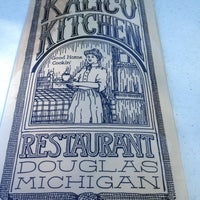 KALICO
KITCHEN
Good Home
Cookin'
RESTAURANT
DOUGLAS
MICHIGAN